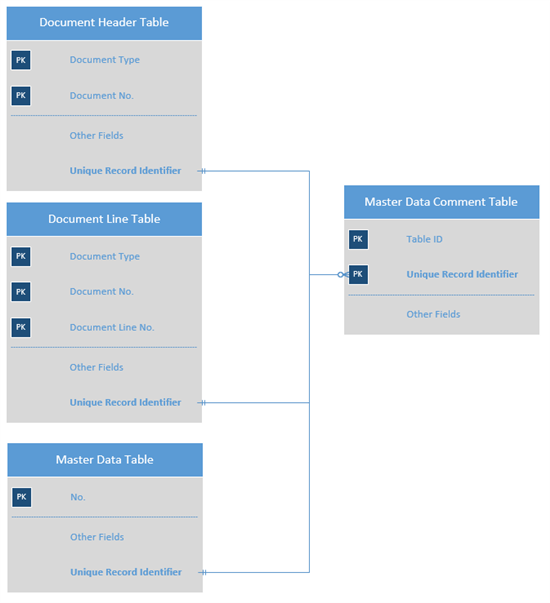 Document Header Table
PK Document Type
PK Document No.
Other Fields
Unique Record Identifier
Document Line Table
PK Document Type
PK Document No.
PK Document Line No.
Other Fields
Unique Record Identifier
Master Data Table
PK No.
Other Fields
Unique Record Identifier
Master Data Comment Table
PK Table ID
PK Unique Record Identifier
Other Fields